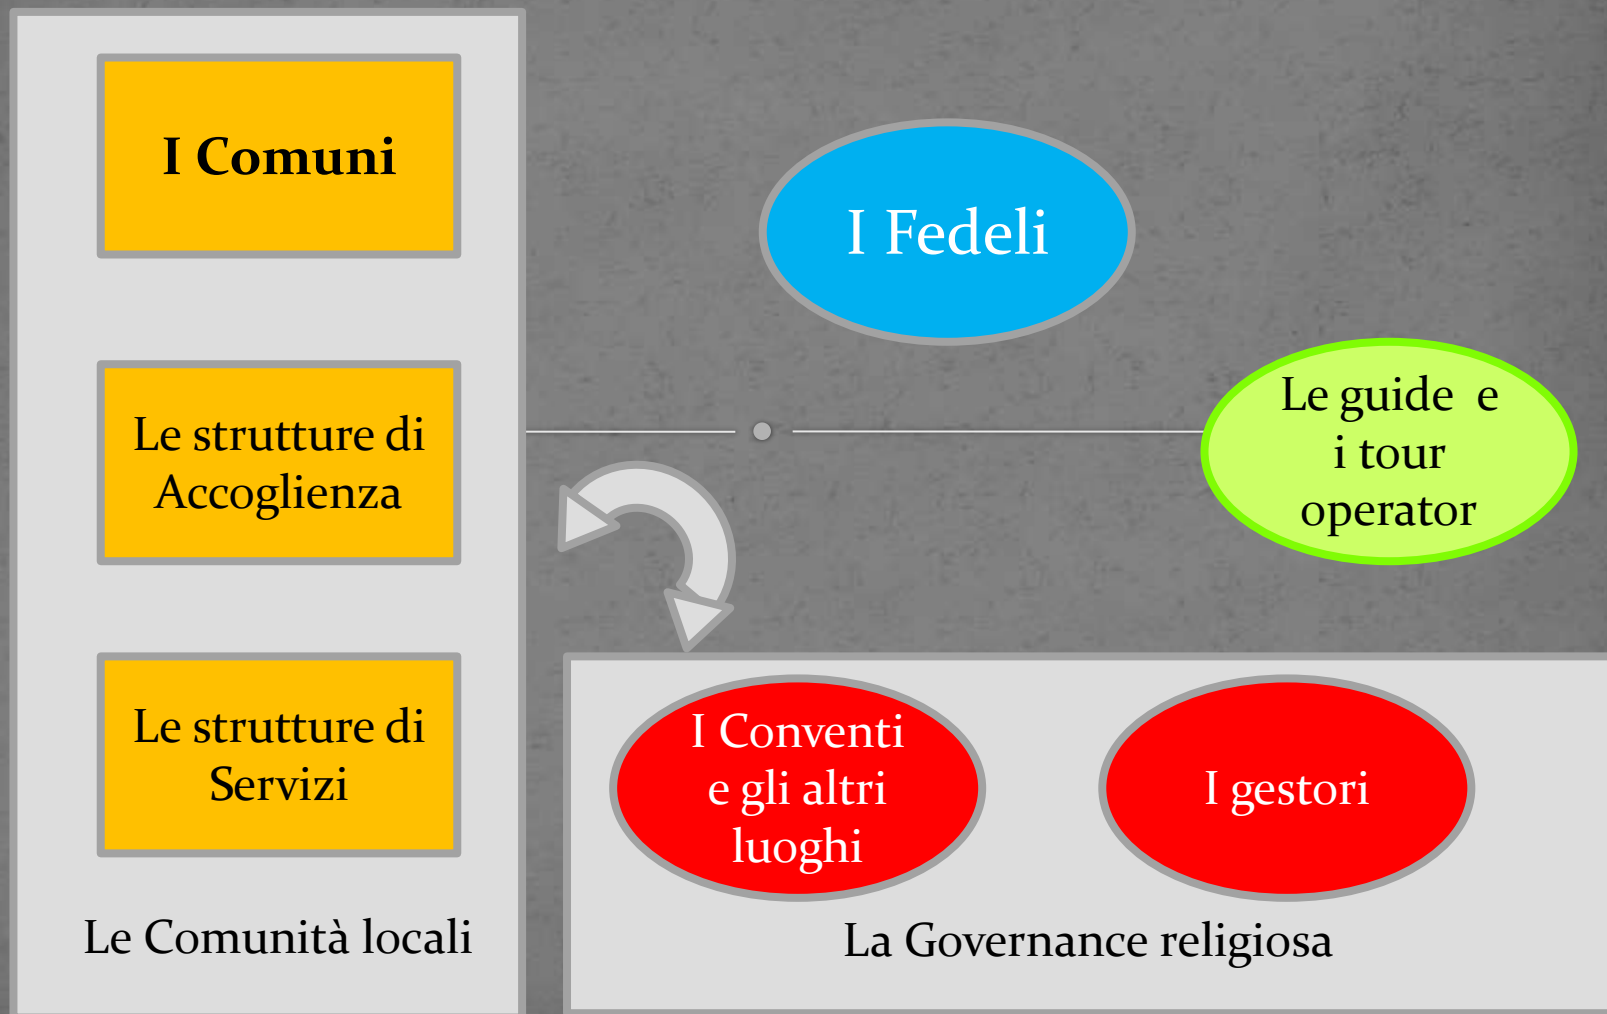 I Comuni
Le strutture di
Accoglienza
Le strutture di
Servizi
Le Comunità locali
I Fedeli
Le guide e
i tour
operator
I Conventi
e gli altri
luoghi
I gestori
La Governance religiosa